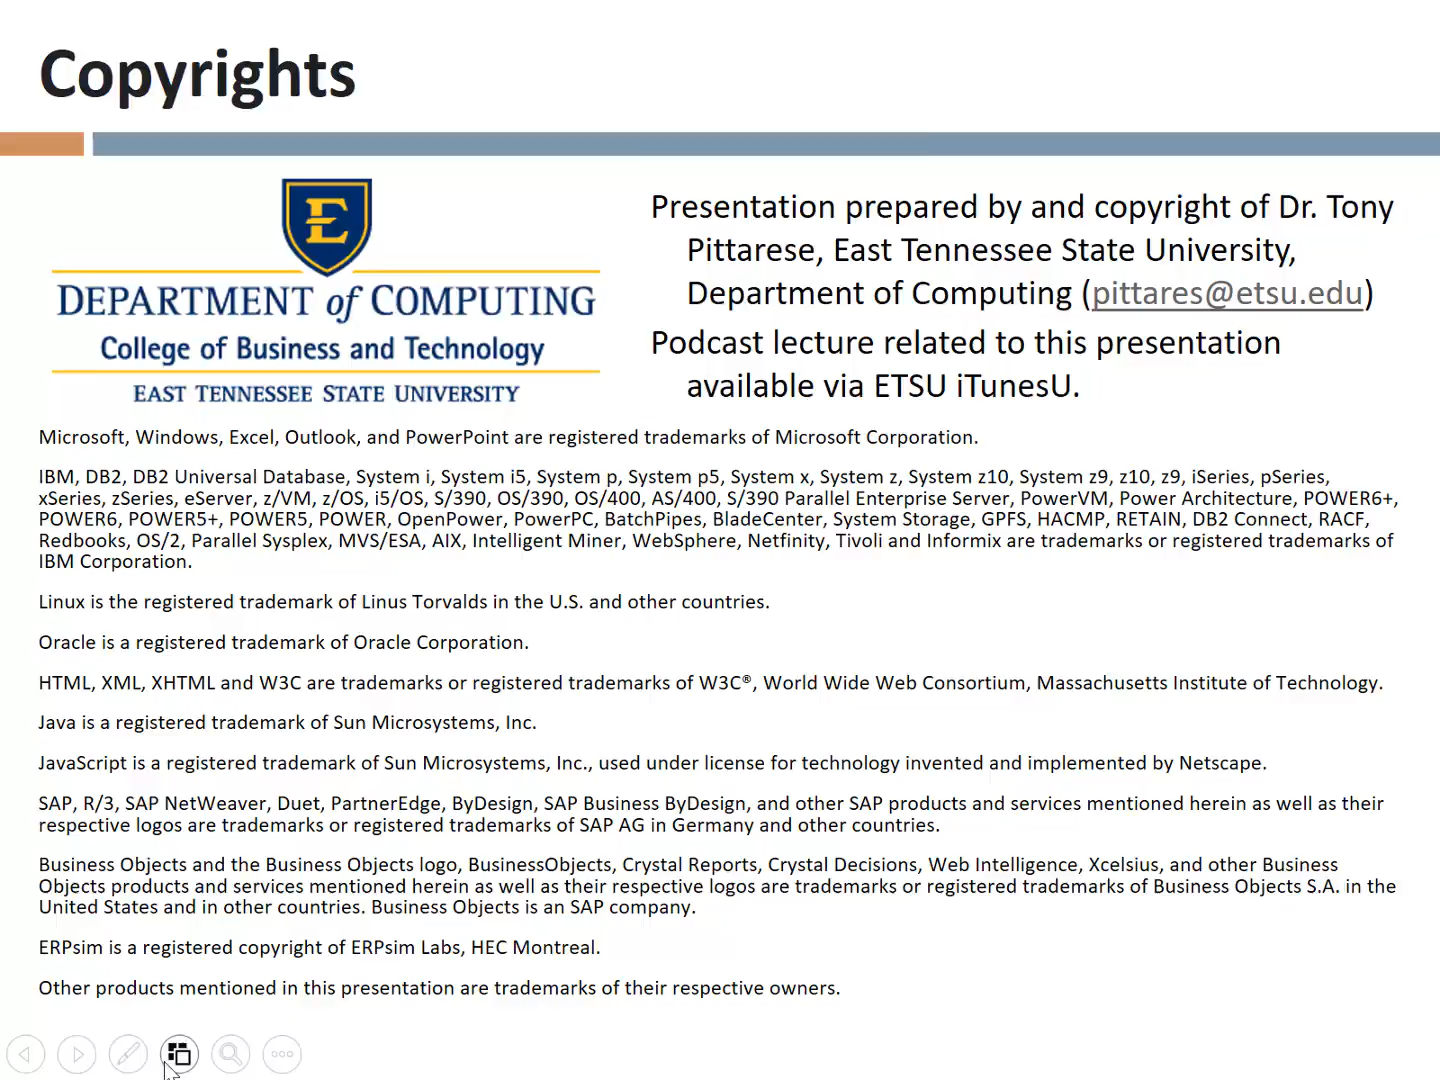 Copyrights
E
DEPARTMENT of COMPUTING
College of Business and Technology
EAST TENNESSEE STATE UNIVERSITY
Presentation prepared by and copyright of Dr. Tony
Pittarese, East Tennessee State University,
Department of Computing (pittares@etsu.edu)
Podcast lecture related to this presentation
available via ETSU iTunesU.
Microsoft, Windows, Excel, Outlook, and PowerPoint are registered trademarks of Microsoft Corporation.
IBM, DB2, DB2 Universal Database, System i, System i5, System p, System p5, System x, System z, System z10, System z9, z10, z9, iSeries, pSeries,
xSeries, zSeries, eServer, z/VM, z/OS, i5/OS, S/390, OS/390, OS/400, AS/400, S/390 Parallel Enterprise Server, PowerVM, Power Architecture, POWER6+,
POWER6, POWER5+, POWER5, POWER, OpenPower, PowerPC, BatchPipes, BladeCenter, System Storage, GPFS, HACMP, RETAIN, DB2 Connect, RACF,
Redbooks, OS/2, Parallel Sysplex, MVS/ESA, AIX, Intelligent Miner, WebSphere, Netfinity, Tivoli and Informix are trademarks or registered trademarks of
IBM Corporation.
Linux is the registered trademark of Linus Torvalds in the U.S. and other countries.
Oracle is a registered trademark of Oracle Corporation.
HTML, XML, XHTML and W3C are trademarks or registered trademarks of W3C®, World Wide Web Consortium, Massachusetts Institute of Technology.
Java is a registered trademark of Sun Microsystems, Inc.
JavaScript is a registered trademark of Sun Microsystems, Inc., used under license for technology invented and implemented by Netscape.
SAP, R/3, SAP NetWeaver, Duet, PartnerEdge, ByDesign, SAP Business ByDesign, and other SAP products and services mentioned herein as well as their
respective logos are trademarks or registered trademarks of SAP AG in Germany and other countries.
Business Objects and the Business Objects logo, BusinessObjects, Crystal Reports, Crystal Decisions, Web Intelligence, Xcelsius, and other Business
Objects products and services mentioned herein as well as their respective logos are trademarks or registered trademarks of Business Objects S.A. in the
United States and in other countries. Business Objects is an SAP company.
ERPsim is a registered copyright of ERPsim Labs, HEC Montreal.
Other products mentioned in this presentation are trademarks of their respective owners.